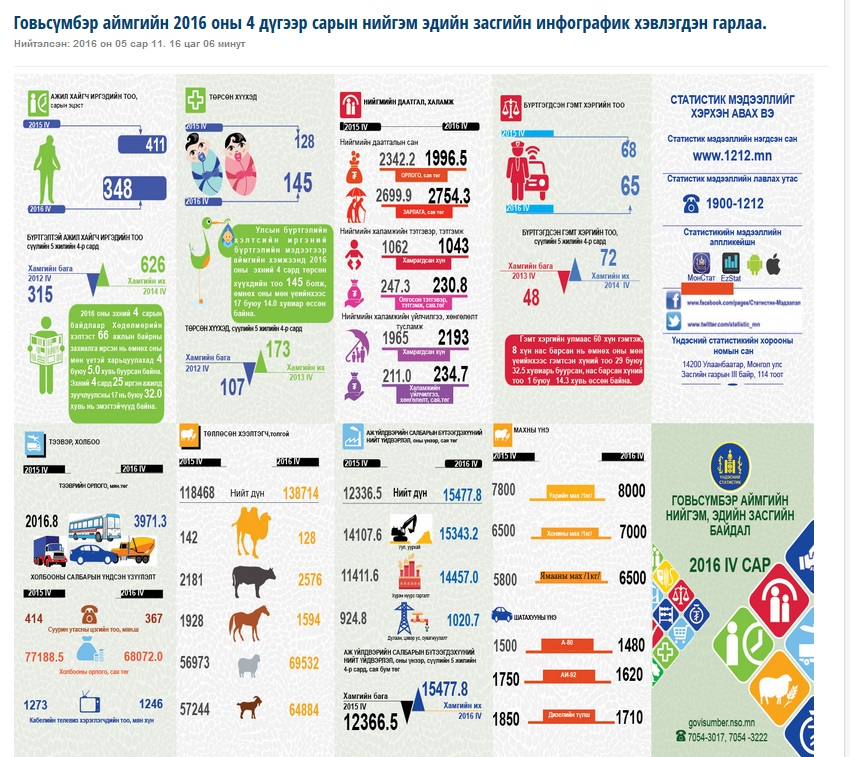 Говьсүмбэр аймгийн 2016 оны 4 дүгээр сарын нийгэм эдийн засгийн инфографик хэвлэгдэн гарлаа.
Нийтэлсэн: 2016 он 05 сар 11. 16 цаг 06 минут
АЖИЛ ХАЙГЧ ИРГЭДИЙН ТОО,
сарын эцэст
2015 IV
411
348
2016 IV
БҮРТГЭЛТЭЙ АЖИЛ ХАЙГЧ ИРГЭДИЙН ТОО
сүүлийн 5 жилийн 4-р сард
Хамгийн бага
2012 IV
315
626
Хамгийн их
2014 IV
2016 оны эхний 4 сарын
байдлаар Хөдөлмөрийн
хэлтэст 66 ажлын байрны
захиалга ирсэн нь өмнөх оны
мөн үетэй харьцуулахад 4
буюу 5.0 хувь буурсан байна.
Эхний 4 сард 25 иргэн ажилд
зуучлуулсны 17 нь буюу 32.0
хувь нь эмэгтэйчүүд байна.
ТӨРСӨН ХҮҮХЭД
2015 IV
128
145
2016 IV
Улсын бүртгэлийн
хэлтсийн иргэний
бүртгэлийн мэдээгээр
аймгийн хэмжээнд 2016
оны эхний 4 сард төрсөн
хүүхдийн тоо 145 болж,
өмнөх оны мөн үеийнхээс
17 буюу 14.0 хувиар өссөн
байна.
ТӨРСӨН ХҮҮХЭД, сүүлийн 5 жилийн 4-р сард
Хамгийн бага
2012 IV
107
173
Хамгийн их
2013 IV
НИЙГМИЙН ДААТГАЛ, ХАЛАМЖ
2015 IV
2016 IV
Нийгмийн даатгалын сан
2342.2 1996.5
ОРЛОГО, сая төг
2699.9 2754.3
ЗАРЛАГА, сая төг
Нийгмийн халамжийн тэтгэвэр, тэтгэмж
1062 1043
Хамрагдсан хүн
247.3 230.8
Олгосон тэтгэвэр,
тэтгэмж, сая төг
Нийгмийн халамжийн үйлчилгээ, хөнгөлөлт
тусламж
1965 2193
Хамрагдсан хүн
211.0 234.7
Халамжийн
үйлчилгээ,
хөнгөлөлт, сая.төг
БҮРТГЭГДСЭН ГЭМТ ХЭРГИЙН ТОО
2015 IV
68
65
2016 IV
БҮРТГЭГДСЭН ГЭМТ ХЭРГИЙН ТОО,
сүүлийн 5 жилийн 4-р сард
Хамгийн бага
2013 IV
48
72
Хамгийн их
2014 IV
Гэмт хэргийн улмаас 60 хүн гэмтэж,
8 хүн нас барсан нь өмнөх оны мөн
үеийнхээс гэмтсэн хүний тоо 29 буюу
32.5 хувиар буурсан, нас барсан хүний
тоо 1 буюу 14.3 хувь өссөн байна.
СТАТИСТИК МЭДЭЭЛЛИЙГ
ХЭРХЭН АВАХ ВЭ
Статистик мэдээллийн нэгдсэн сан
www.1212.mn
Статистик мэдээллийн лавлах утас
1900-1212
Статистикийн мэдээллийн
аппликейшн
МонСтат EzStat
www.facebook.com/pages/Статистик-Мэдээлэл
www.twitter.com/statistic_mn
Үндэсний статистикийн хорооны
номын сан
14200 Улаанбаатар, Монгол улс
Засгийн газрын III байр, 114 тоот
ТЭЭВЭР, ХОЛБОО
2015 IV
2016 IV
ТЭЭВРИЙН ОРЛОГО, мян.төг
2016.8 3971.3
ХОЛБООНЫ САЛБАРЫН ҮНДСЭН ҮЗҮҮЛЭЛТ
2015 IV
2016 IV
414 367
Суурин утасны цэгийн тоо, мян.ш
77188.5 68072.0
Холбооны орлого, сая төг
1273 1246
Кабелийн телевиз хэрэглэгчдийн тоо, мян хүн
ТӨЛЛӨСӨН ХЭЭЛТЭГЧ,толгой
2015 IV
2016 IV
118468 Нийт дүн 138714
142 128
2181 2576
1928 1594
56973 69532
57244 64884
АЖ ҮЙЛДВЭРИЙН САЛБАРЫН БҮТЭЭГДЭХҮҮНИЙ
НИЙТ ҮЙЛДВЭРЛЭЛ, оны үнээр, сая төг
2015 IV
2016 IV
12336.5 Нийт дүн 15477.8
14107.6 15343.2
уул, уурхай
11411.6 14457.0
Нүүрс нүүрс гаргалт
924.8 1020.7
Дулаан, цахилгаан үйлдвэрлэлт
АЖ ҮЙЛДВЭРИЙН САЛБАРЫН БҮТЭЭГДЭХҮҮНИЙ
НИЙТ ҮЙЛДВЭРЛЭЛ, оны үнээр, сүүлийн 5 жилийн
4-р сард, сая бүм төг
Хамгийн бага
2015 IV
12366.5
15477.8
Хамгийн их
2016 IV
МАХНЫ ҮНЭ
2015 IV
2016 IV
7800 Үхрийн мах /1кг/ 8000
6500 Хонины мах /1кг/ 7000
5800 Ямааны мах /1кг/ 6500
ШАТАХУУНЫ ҮНЭ
1500 А-80 1480
1750 АИ-92 1620
1850 Дизелийн түлш 1710
ҮНДЭСНИЙ
СТАТИСТИК
ГОВЬСҮМБЭР АЙМГИЙН
НИЙГЭМ, ЭДИЙН ЗАСГИЙН
БАЙДАЛ
2016 IV САР
govisumber.nso.mn
7054-3017, 7054 -3222